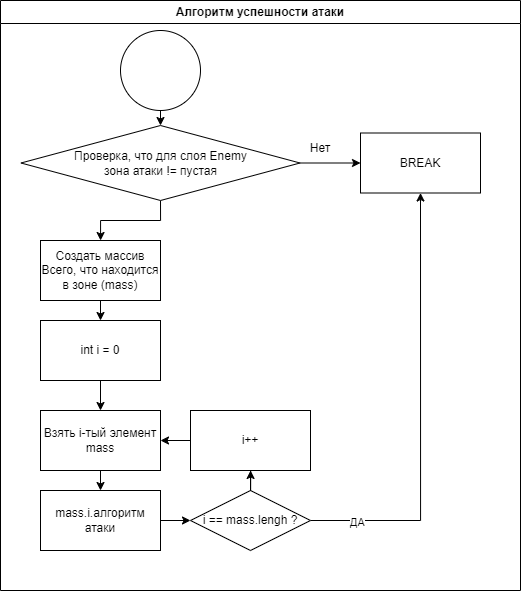 Алгоритм успешности атаки
Проверка, что для слоя Enemy
зона атаки != пустая
Нет
BREAK
Создать массив
Всего, что находится
в зоне (mass)
int i = 0
Взять i-тый элемент
mass
i++
mass.i.алгоритм
атаки
i == mass.lengh ?
ДА